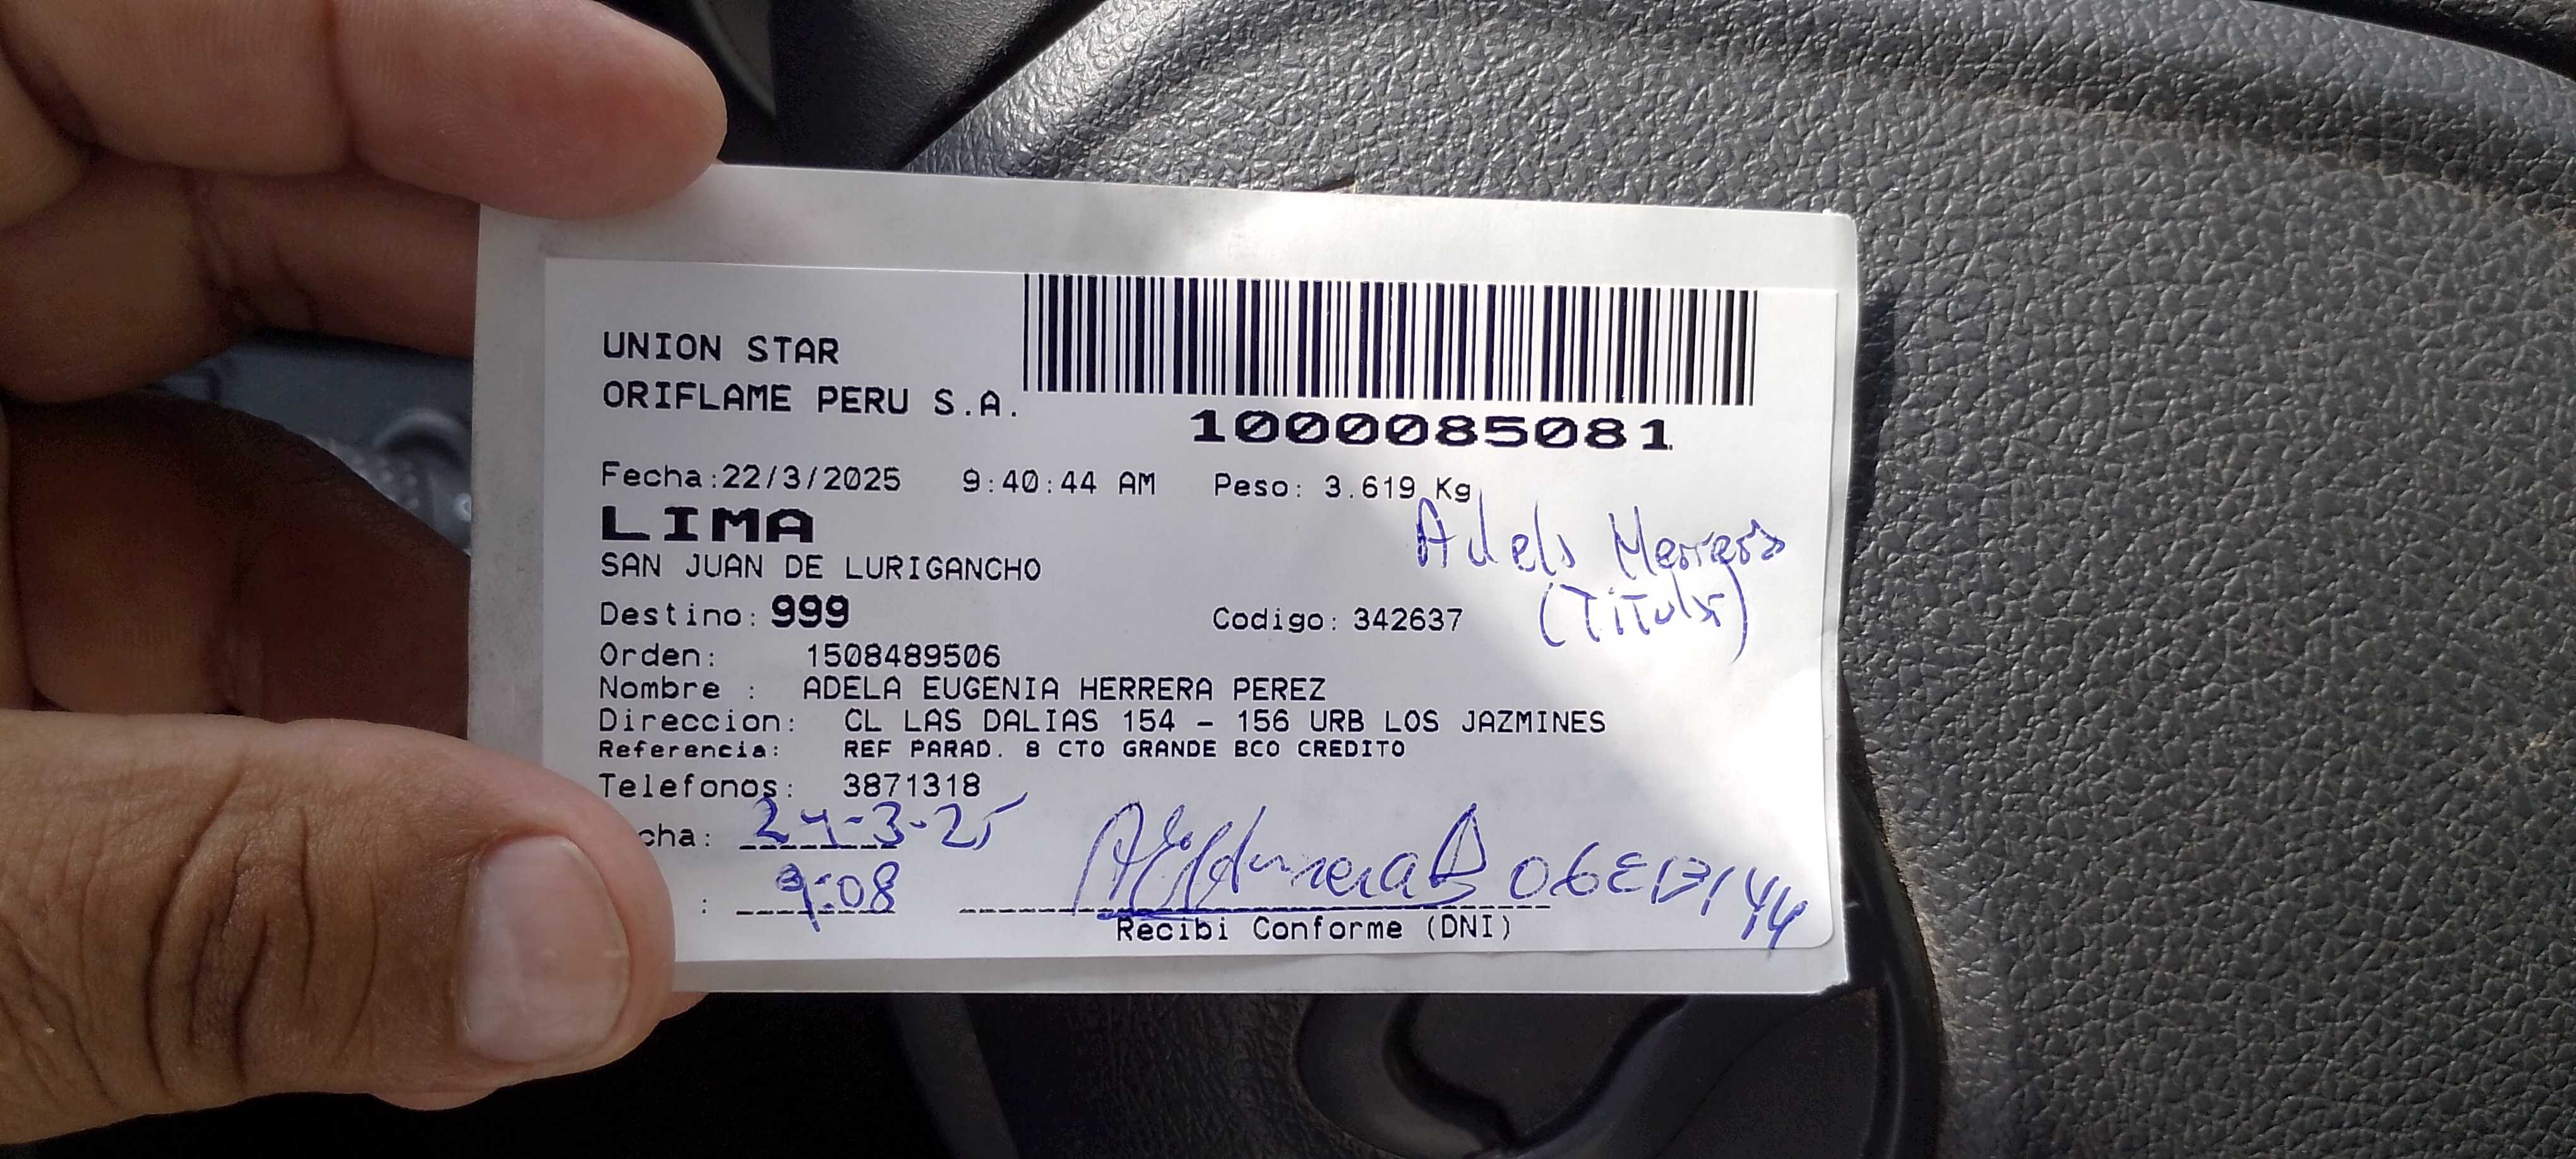 UNION STAR
ORIFLAME PERU S.A.
1000085081
Fecha:22/3/2025 9:40:44 AM Peso: 3.619 Kg
LIMA
Adela Herrera
SAN JUAN DE LURIGANCHO
(Titular)
Destino: 999 Codigo: 342637
Orden: 1508489506
Nombre : ADELA EUGENIA HERRERA PEREZ
Direccion: CL LAS DALIAS 154 - 156 URB LOS JAZMINES
Referencia: REF PARAD. 8 CTO GRANDE BCO CREDITO
Telefonos: 3871318
cha: 24-3-25
: 9:08
Recibi Conforme (DNI)